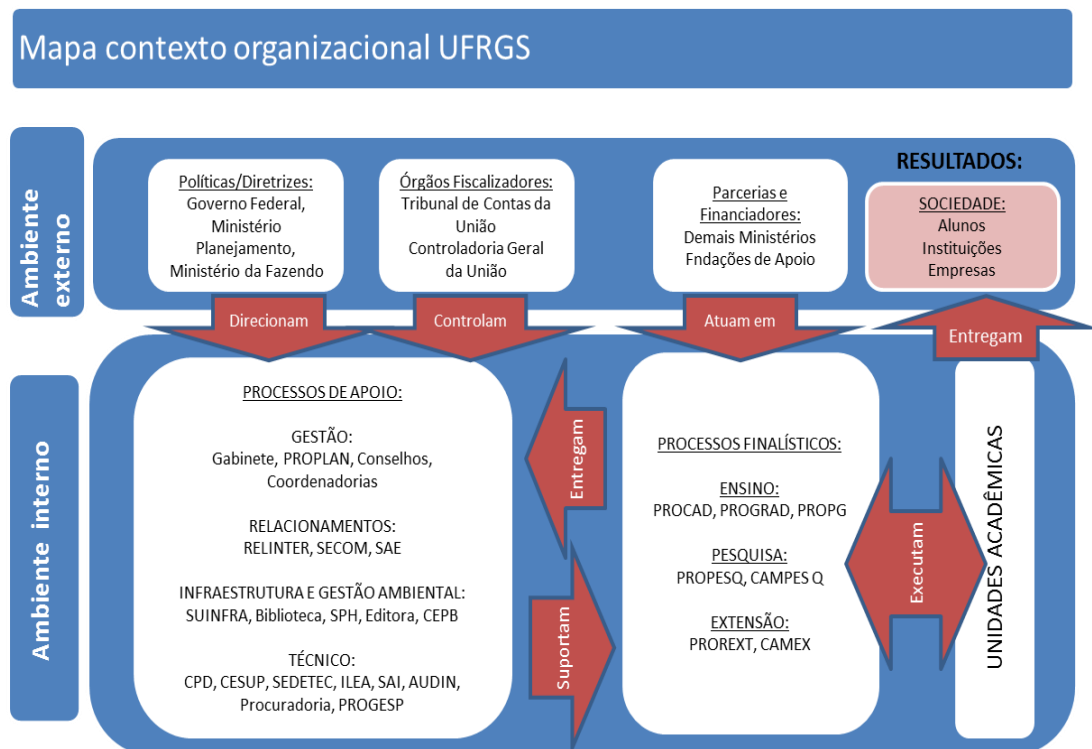 Mapa contexto organizacional UFRGS
Ambiente
externo
Políticas/Diretrizes:
Governo Federal,
Ministério
Planejamento,
Ministério da Fazendo
Órgãos Fiscalizadores:
Tribunal de Contas da
União
Controladoria Geral
da União
Parcerias e
Financiadores:
Demais Ministérios
Fndações de Apoio
RESULTADOS:
SOCIEDADE:
Alunos
Instituições
Empresas
Direcionam
Controlam
Atuam em
Entregam
Ambiente interno
PROCESSOS DE APOIO:
GESTÃO:
Gabinete, PROPLAN, Conselhos,
Coordenadorias
RELACIONAMENTOS:
RELINTER, SECOM, SAE
INFRAESTRUTURA E GESTÃO AMBIENTAL:
SUINFRA, Biblioteca, SPH, Editora, CEPB
TÉCNICO:
CPD, CESUP, SEDETEC, ILEA, SAI, AUDIN,
Procuradoria, PROGESP
Entregam
Suportam
PROCESSOS FINALÍSTICOS:
ENSINO:
PROCAD, PROGRAD, PROPG
PESQUISA:
PROPESQ, CAMPES Q
EXTENSÃO:
PROREXT, CAMEX
Executam
UNIDADES ACADÊMICAS